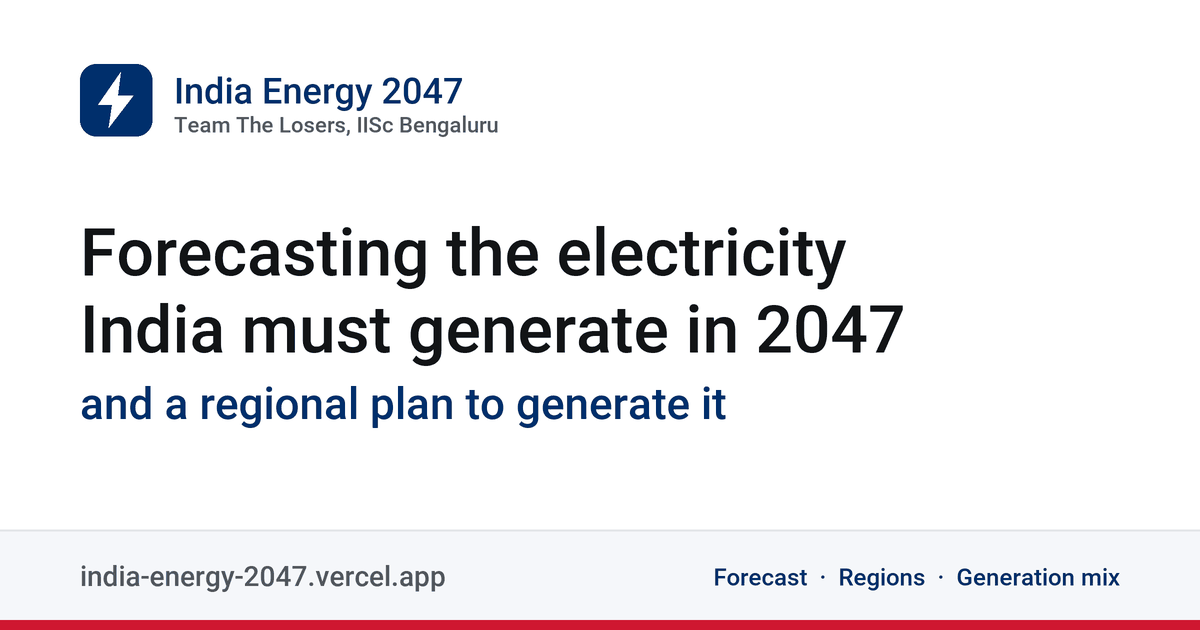 India Energy 2047
Team The Losers, IISc Bengaluru
Forecasting the electricity
India must generate in 2047
and a regional plan to generate it
india-energy-2047.vercel.app
Forecast · Regions · Generation mix